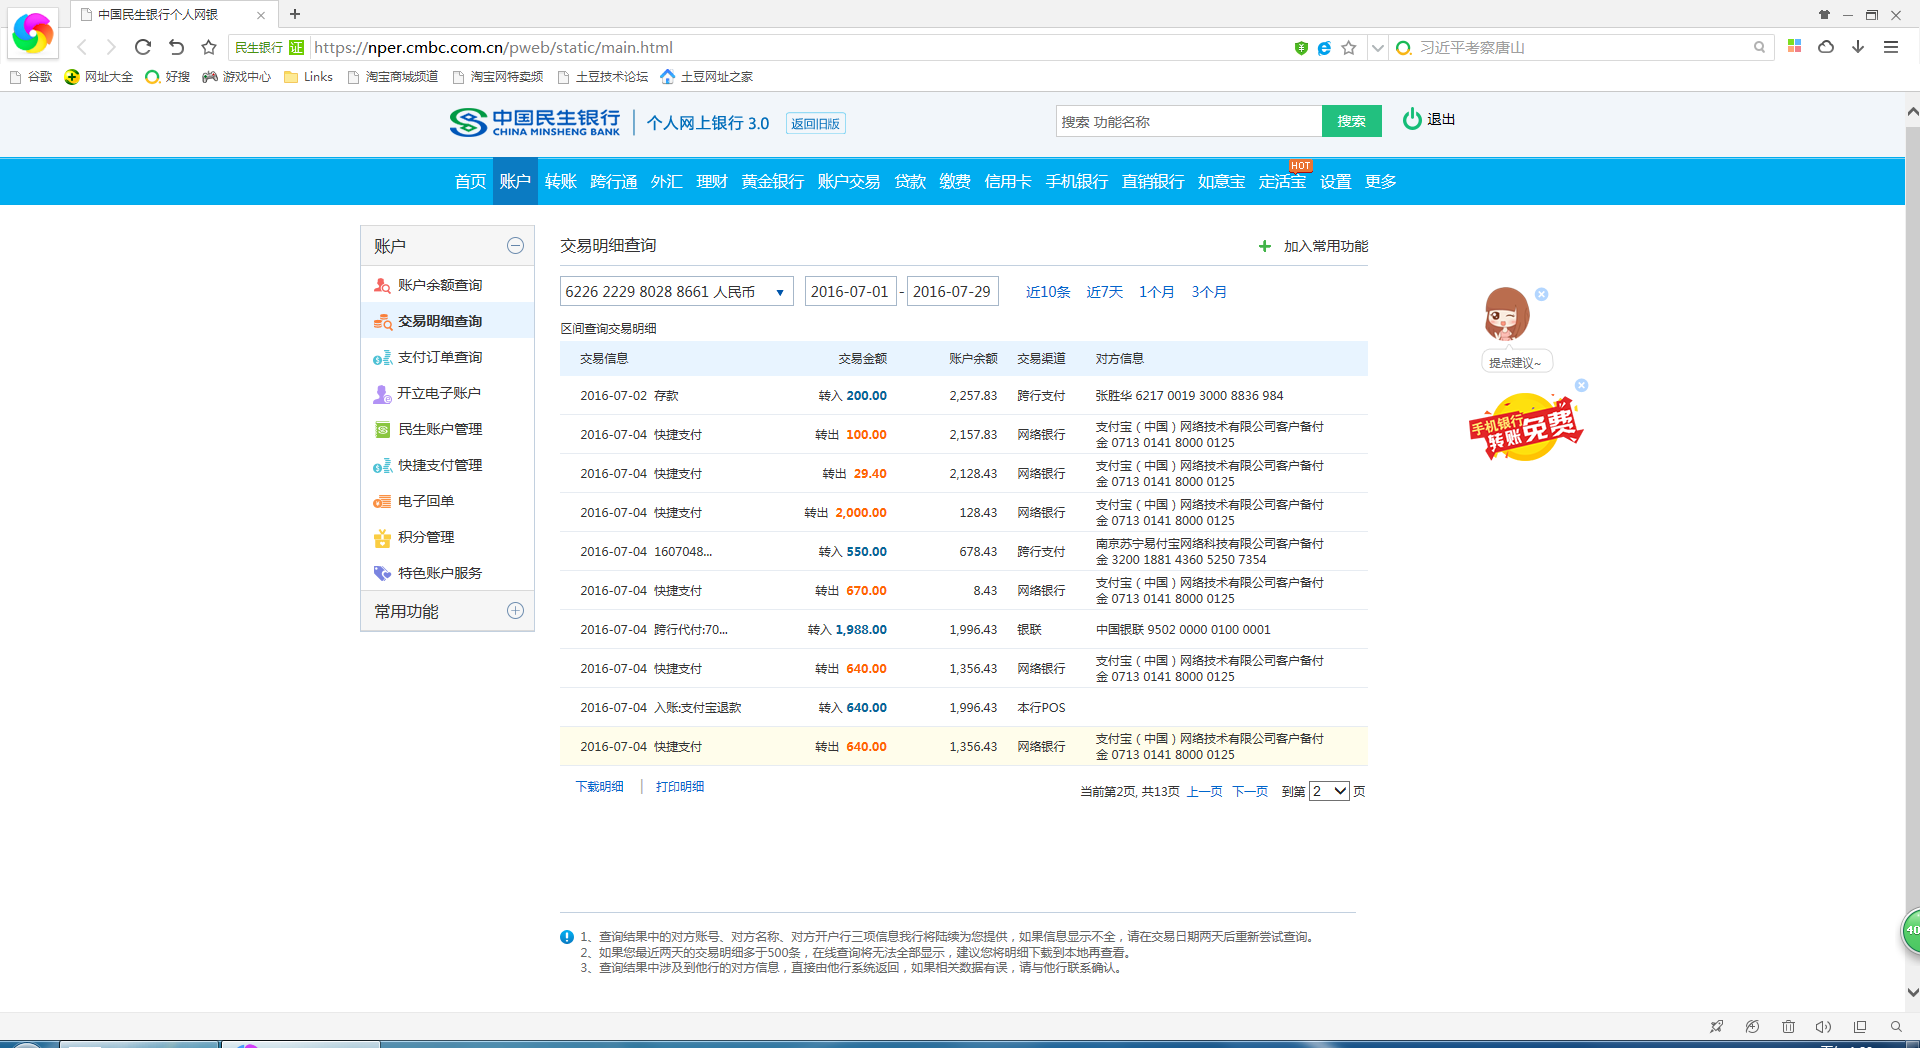 中国民生银行个人网银
民生银行 证 https://nper.cmbc.com.cn/pweb/static/main.html
习近平考察唐山
谷歌 网址大全 好搜 游戏中心 Links 淘宝商城频道 淘宝网特卖频 土豆技术论坛 土豆网址之家
中国民生银行 CHINA MINSHENG BANK 个人网上银行 3.0 返回旧版
搜索 功能名称 搜索 退出
HOT
首页 账户 转账 跨行通 外汇 理财 黄金银行 账户交易 贷款 缴费 信用卡 手机银行 直销银行 如意宝 定活宝 设置 更多
账户
账户余额查询
交易明细查询
支付订单查询
开立电子账户
民生账户管理
快捷支付管理
电子回单
积分管理
特色账户服务
常用功能
交易明细查询 加入常用功能
6226 2229 8028 8661 人民币 2016-07-01 - 2016-07-29 近10条 近7天 1个月 3个月
区间查询交易明细
交易信息 交易金额 账户余额 交易渠道 对方信息
2016-07-02 存款 转入 200.00 2,257.83 跨行支付 张胜华 6217 0019 3000 8836 984
2016-07-04 快捷支付 转出 100.00 2,157.83 网络银行 支付宝（中国）网络技术有限公司客户备付
金 0713 0141 8000 0125
2016-07-04 快捷支付 转出 29.40 2,128.43 网络银行 支付宝（中国）网络技术有限公司客户备付
金 0713 0141 8000 0125
2016-07-04 快捷支付 转出 2,000.00 128.43 网络银行 支付宝（中国）网络技术有限公司客户备付
金 0713 0141 8000 0125
2016-07-04 1607048... 转入 550.00 678.43 跨行支付 南京苏宁易付宝网络科技有限公司客户备付
金 3200 1881 4360 5250 7354
2016-07-04 快捷支付 转出 670.00 8.43 网络银行 支付宝（中国）网络技术有限公司客户备付
金 0713 0141 8000 0125
2016-07-04 跨行代付:70... 转入 1,988.00 1,996.43 银联 中国银联 9502 0000 0100 0001
2016-07-04 快捷支付 转出 640.00 1,356.43 网络银行 支付宝（中国）网络技术有限公司客户备付
金 0713 0141 8000 0125
2016-07-04 入账:支付宝退款 转入 640.00 1,996.43 本行POS
2016-07-04 快捷支付 转出 640.00 1,356.43 网络银行 支付宝（中国）网络技术有限公司客户备付
金 0713 0141 8000 0125
下载明细 | 打印明细
当前第2页, 共13页 上一页 下一页 到第 2 页
提点建议~
手机银行
转账免费
1、查询结果中的对方账号、对方名称、对方开户行三项信息我行将陆续为您提供，如果信息显示不全，请在交易日期两天后重新尝试查询。
2、如果您最近两天的交易明细多于500条，在线查询将无法全部显示，建议您将明细下载到本地再查看。
3、查询结果中涉及到他行的对方信息，直接由他行系统返回，如果相关数据有误，请与他行联系确认。
40